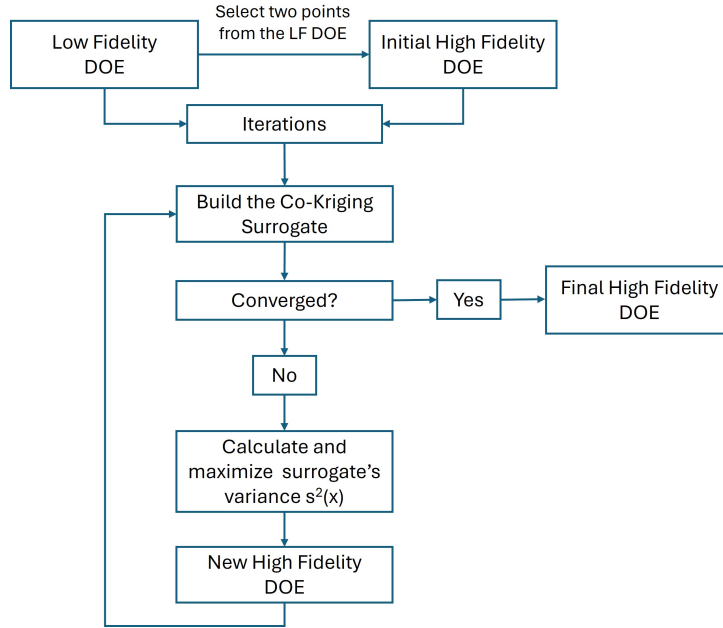 Low Fidelity
DOE
Select two points
from the LF DOE
Initial High Fidelity
DOE
Iterations
Build the Co-Kriging
Surrogate
Converged?
Yes
Final High Fidelity
DOE
No
Calculate and
maximize surrogate's
variance s²(x)
New High Fidelity
DOE